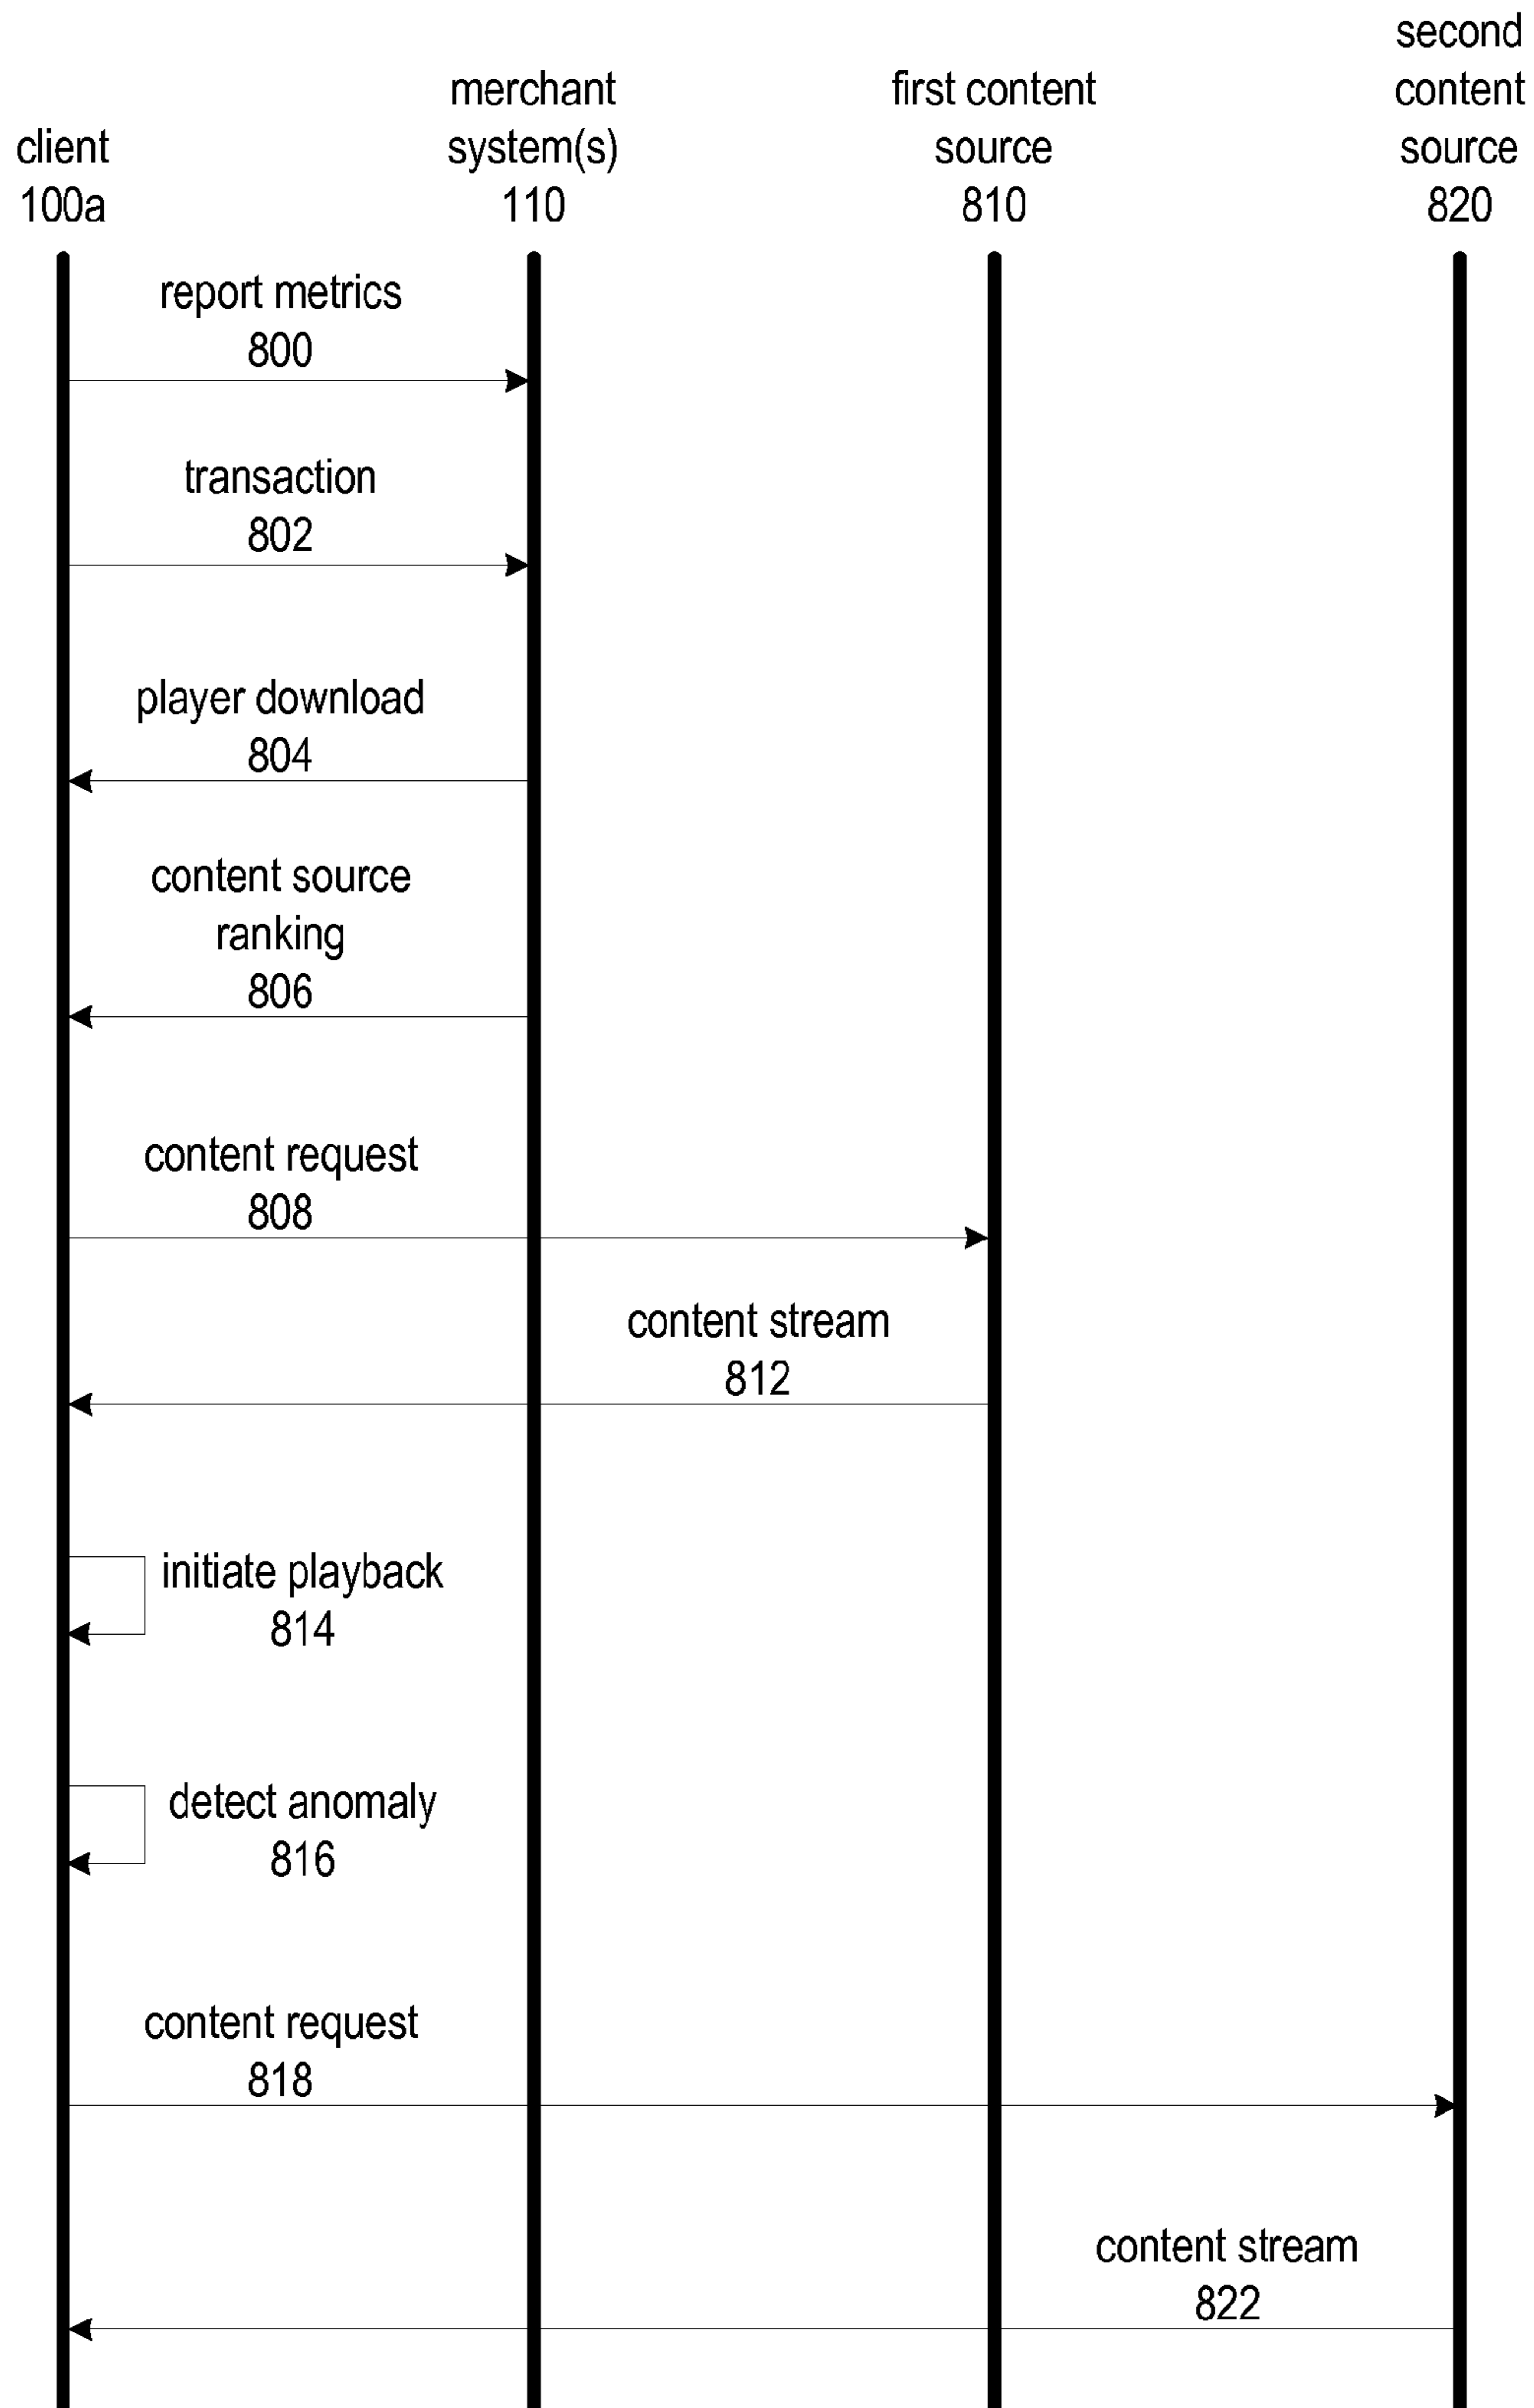 client
100a
merchant
system(s)
110
first content
source
810
second
content
source
820
report metrics
800
transaction
802
player download
804
content source
ranking
806
content request
808
content stream
812
initiate playback
814
detect anomaly
816
content request
818
content stream
822